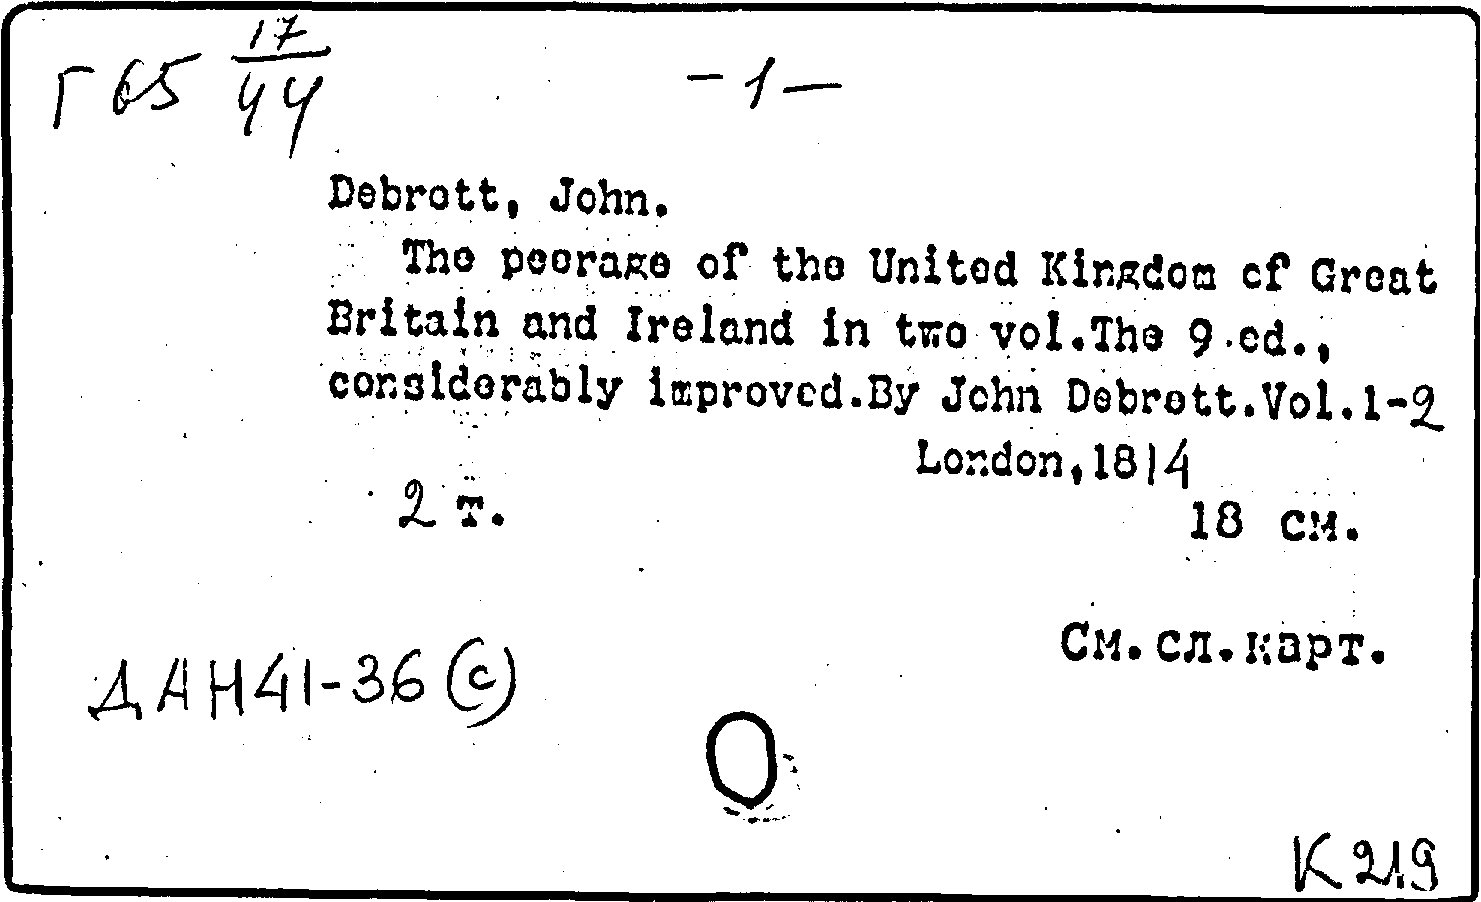 Г65 17/44 -1-
Debrett, John.
The peerage of the United Kingdom of Great
Britain and Ireland in two vol.The 9 ed.,
considerably improved.By John Debrett.Vol.1-2
London,1814
2 т. 18 см.
См.сл.карт.
ДАН41-36 (с)
К 219